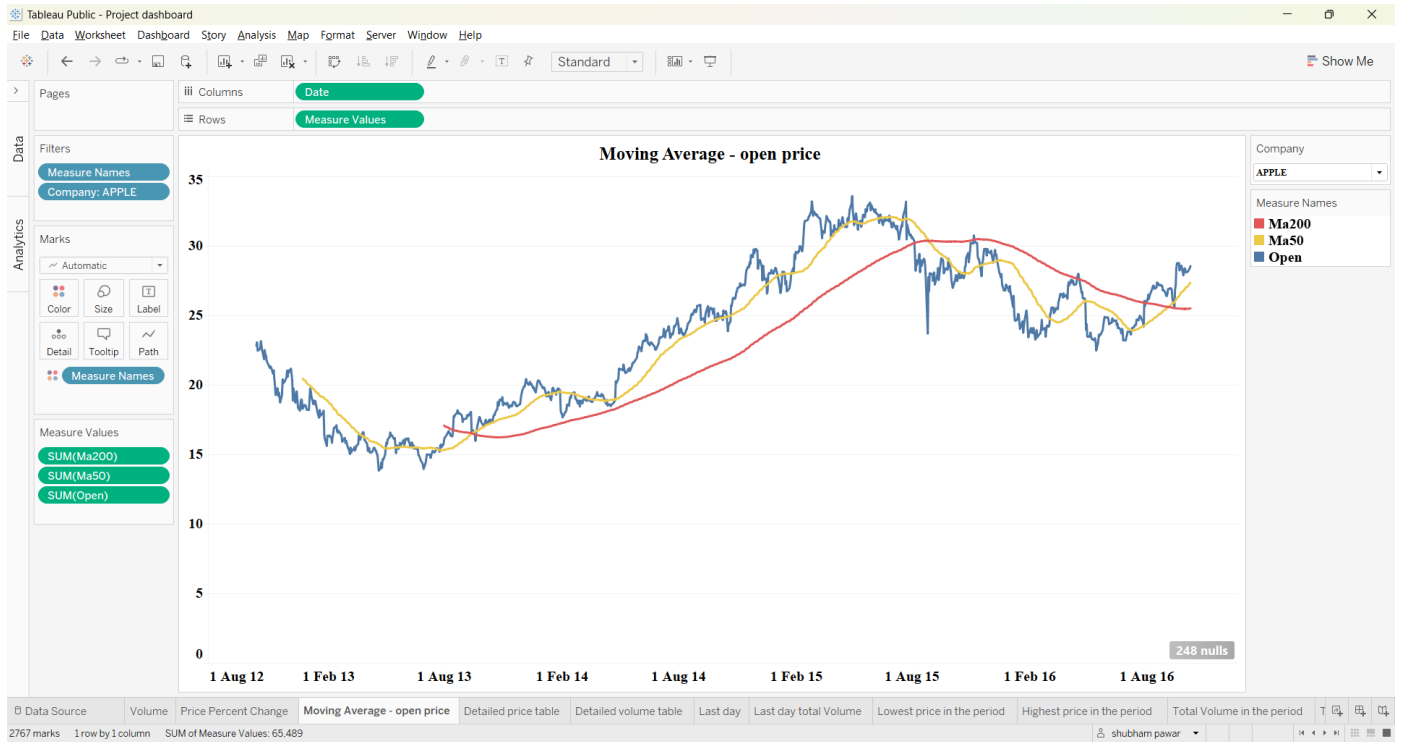 Tableau Public - Project dashboard
File Data Worksheet Dashboard Story Analysis Map Format Server Window Help
Standard
Show Me
Data
Analytics
Pages
Columns Date
Rows Measure Values
Filters
Measure Names
Company: APPLE
Marks
Automatic
Color Size Label
Detail Tooltip Path
Measure Names
Measure Values
SUM(Ma200)
SUM(Ma50)
SUM(Open)
Moving Average - open price
35
30
25
20
15
10
5
0
248 nulls
1 Aug 12 1 Feb 13 1 Aug 13 1 Feb 14 1 Aug 14 1 Feb 15 1 Aug 15 1 Feb 16 1 Aug 16
Company
APPLE
Measure Names
Ma200
Ma50
Open
Data Source Volume Price Percent Change Moving Average - open price Detailed price table Detailed volume table Last day Last day total Volume Lowest price in the period Highest price in the period Total Volume in the period
2767 marks 1 row by 1 column SUM of Measure Values: 65,489 shubham pawar